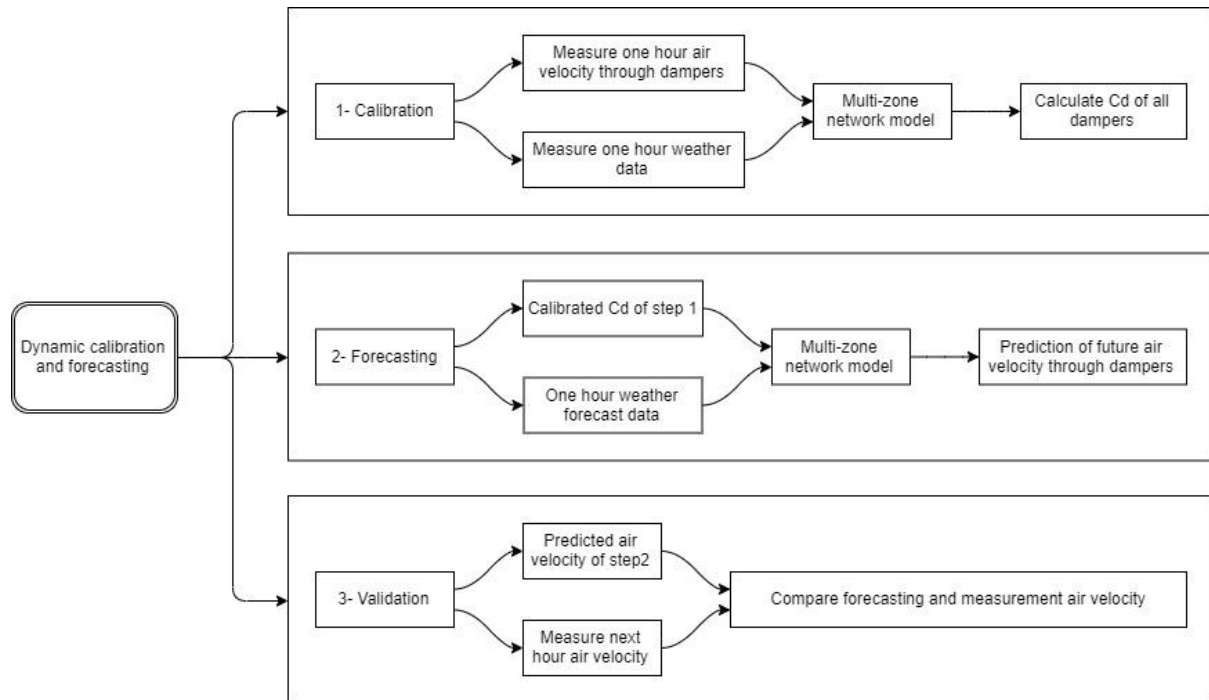 Measure one hour air
velocity through dampers
1- Calibration
Multi-zone
network model
Calculate Cd of all
dampers
Measure one hour weather
data
Dynamic calibration
and forecasting
Calibrated Cd of step 1
2- Forecasting
Multi-zone
network model
Prediction of future air
velocity through dampers
One hour weather
forecast data
Predicted air
velocity of step2
3- Validation
Compare forecasting and measurement air velocity
Measure next
hour air velocity